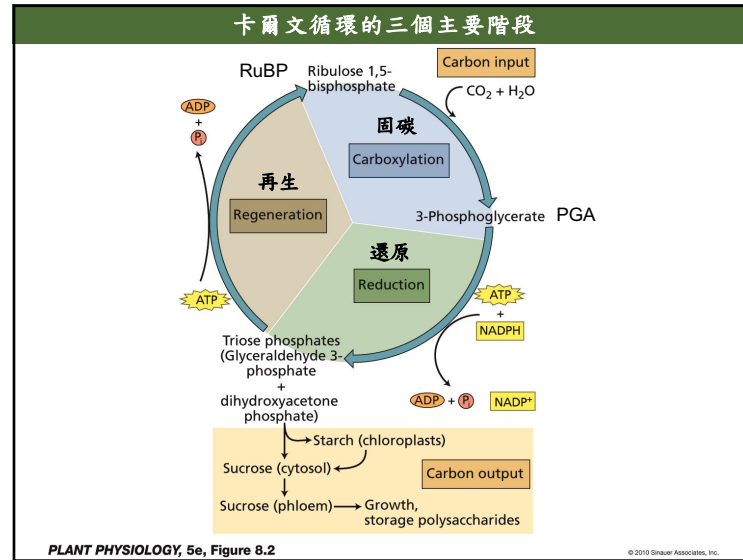 卡爾文循環的三個主要階段
Carbon input
RuBP
Ribulose 1,5-
bisphosphate
CO₂ + H₂O
ADP
+
Pᵢ
固碳
Carboxylation
再生
Regeneration
3-Phosphoglycerate
PGA
還原
Reduction
ATP
ATP
+
NADPH
Triose phosphates
(Glyceraldehyde 3-
phosphate
+
dihydroxyacetone
phosphate)
ADP + Pᵢ
NADP⁺
Starch (chloroplasts)
Sucrose (cytosol)
Carbon output
Sucrose (phloem)
Growth,
storage polysaccharides
PLANT PHYSIOLOGY, 5e, Figure 8.2
© 2010 Sinauer Associates, Inc.